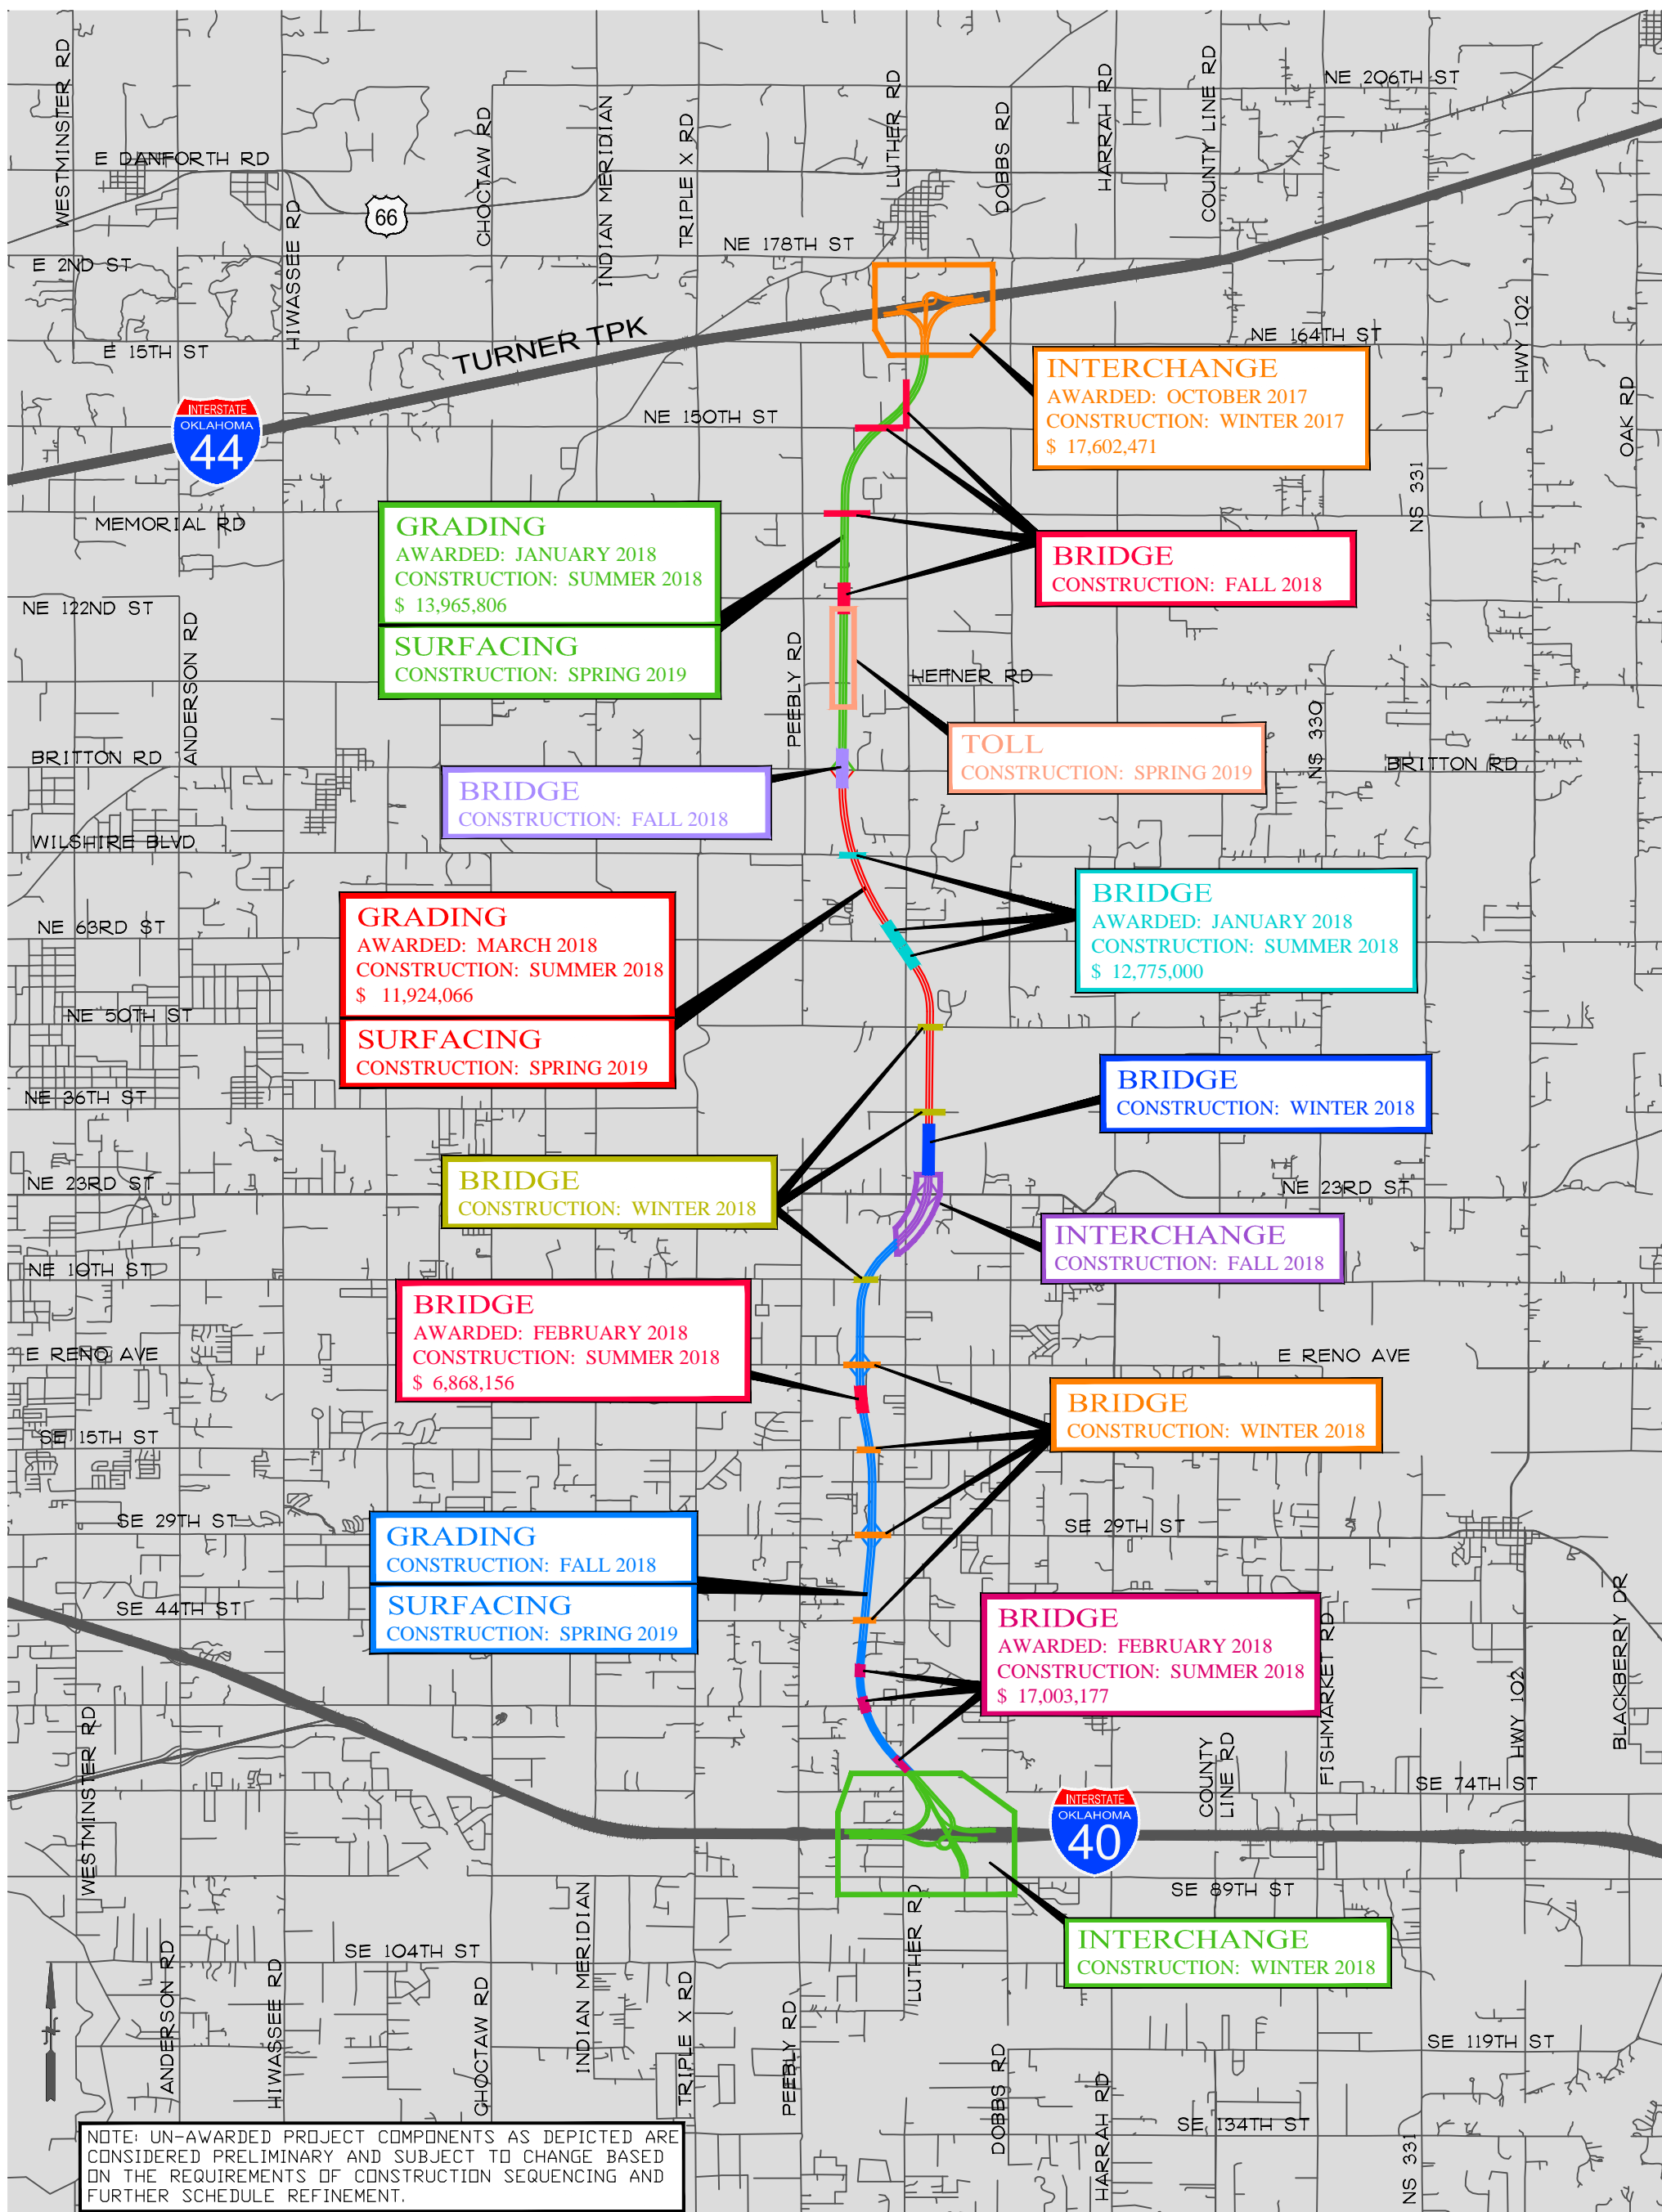 WESTMINSTER RD
E DANFORTH RD
HIWASSEE RD
66
CHOCTAW RD
INDIAN MERIDIAN
TRIPLE X RD
LUTHER RD
DOBBS RD
HARRAH RD
COUNTY LINE RD
NE 206TH ST
NE 178TH ST
E 2ND ST
E 15TH ST
TURNER TPK
NE 164TH ST
HWY 102
OAK RD
NS 331
INTERCHANGE
AWARDED: OCTOBER 2017
CONSTRUCTION: WINTER 2017
$ 17,602,471
INTERSTATE
OKLAHOMA
44
NE 150TH ST
MEMORIAL RD
GRADING
AWARDED: JANUARY 2018
CONSTRUCTION: SUMMER 2018
$ 13,965,806
SURFACING
CONSTRUCTION: SPRING 2019
BRIDGE
CONSTRUCTION: FALL 2018
NE 122ND ST
ANDERSON RD
PEEBLY RD
HEFNER RD
NS 330
TOLL
CONSTRUCTION: SPRING 2019
BRITTON RD
BRITTON RD
BRIDGE
CONSTRUCTION: FALL 2018
WILSHIRE BLVD
BRIDGE
AWARDED: JANUARY 2018
CONSTRUCTION: SUMMER 2018
$ 12,775,000
NE 63RD ST
GRADING
AWARDED: MARCH 2018
CONSTRUCTION: SUMMER 2018
$ 11,924,066
SURFACING
CONSTRUCTION: SPRING 2019
NE 50TH ST
NE 36TH ST
BRIDGE
CONSTRUCTION: WINTER 2018
BRIDGE
CONSTRUCTION: WINTER 2018
NE 23RD ST
NE 23RD ST
INTERCHANGE
CONSTRUCTION: FALL 2018
NE 10TH ST
BRIDGE
AWARDED: FEBRUARY 2018
CONSTRUCTION: SUMMER 2018
$ 6,868,156
E RENO AVE
E RENO AVE
BRIDGE
CONSTRUCTION: WINTER 2018
SE 15TH ST
SE 29TH ST
SE 29TH ST
GRADING
CONSTRUCTION: FALL 2018
SURFACING
CONSTRUCTION: SPRING 2019
SE 44TH ST
BRIDGE
AWARDED: FEBRUARY 2018
CONSTRUCTION: SUMMER 2018
$ 17,003,177
FISHMARKET RD
HWY 102
BLACKBERRY DR
WESTMINSTER RD
COUNTY
LINE RD
SE 74TH ST
INTERSTATE
OKLAHOMA
40
SE 89TH ST
LUTHER RD
INTERCHANGE
CONSTRUCTION: WINTER 2018
SE 104TH ST
ANDERSON RD
HIWASSEE RD
CHOCTAW RD
INDIAN MERIDIAN
TRIPLE X RD
PEEBLY RD
DOBBS RD
HARRAH RD
SE 119TH ST
SE 134TH ST
NS 331
NOTE: UN-AWARDED PROJECT COMPONENTS AS DEPICTED ARE
CONSIDERED PRELIMINARY AND SUBJECT TO CHANGE BASED
ON THE REQUIREMENTS OF CONSTRUCTION SEQUENCING AND
FURTHER SCHEDULE REFINEMENT.